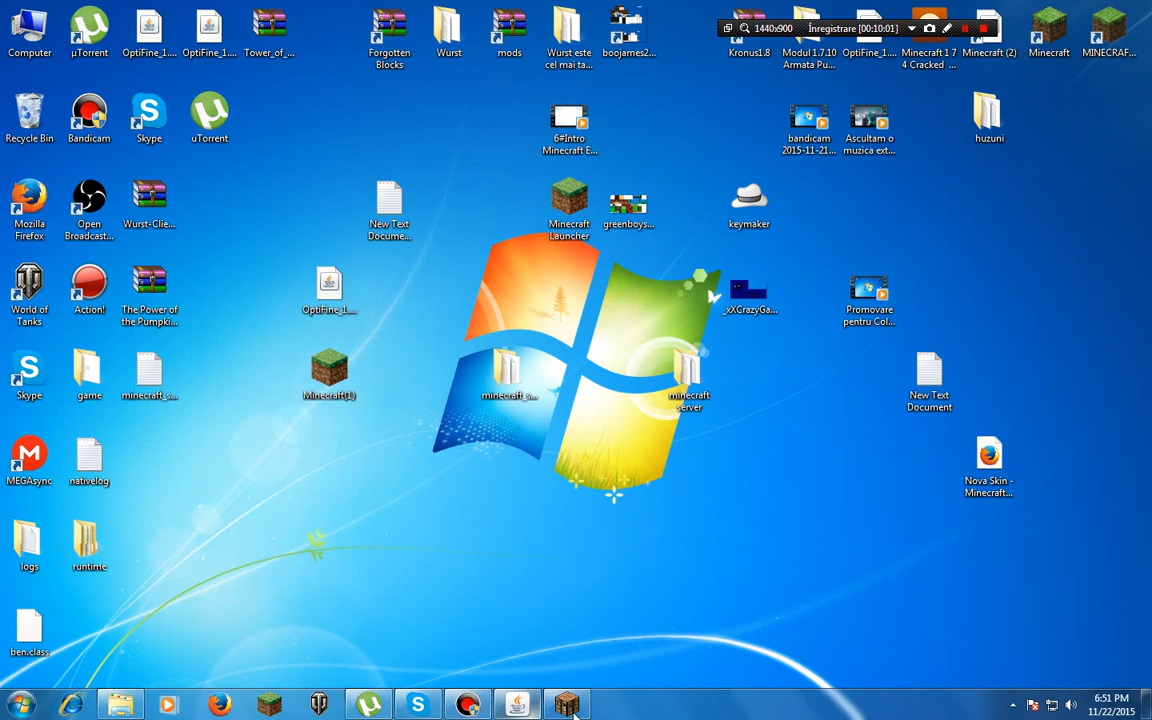 1440x900 Inregistrare [00:10:01]
Computer
µTorrent
OptiFine_1....
OptiFine_1....
Tower_of_...
Forgotten
Blocks
Wurst
mods
Wurst este
cel mai ta...
boojames2...
Kronus1.8
Modul 1.7.10
Armata Pu...
OptiFine_1....
Minecraft 1 7
4 Cracked ...
Minecraft (2)
Minecraft
MINECRAF...
Recycle Bin
Bandicam
Skype
uTorrent
6#Intro
Minecraft E...
bandicam
2015-11-21...
Ascultam o
muzica ext...
huzuni
Mozilla
Firefox
Open
Broadcast...
Wurst-Clie...
New Text
Docume...
Minecraft
Launcher
greenboys...
keymaker
World of
Tanks
Action!
The Power of
the Pumpki...
OptiFine_1....
_xXCrazyGa...
Promovare
pentru Col...
Skype
game
minecraft_s...
Minecraft(1)
minecraft_s...
minecraft
server
New Text
Document
MEGAsync
nativelog
Nova Skin -
Minecraft...
logs
runtime
ben.class
6:51 PM
11/22/2015